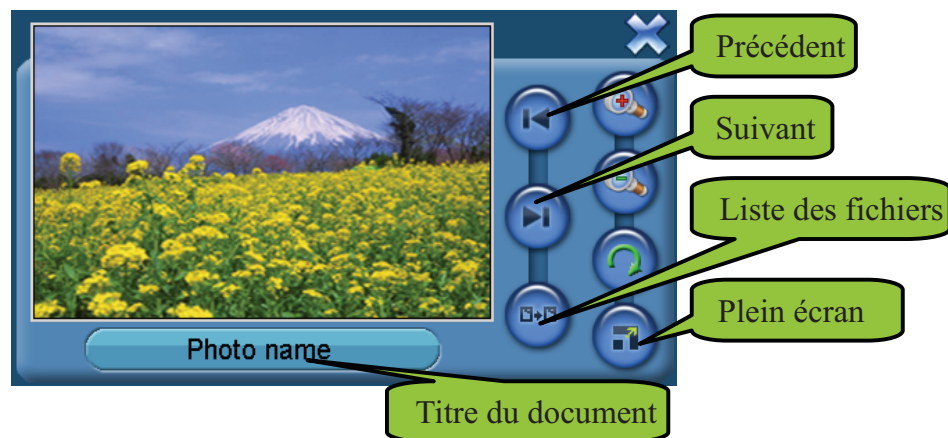 Précédent
Suivant
Liste des fichiers
Plein écran
Photo name
Titre du document